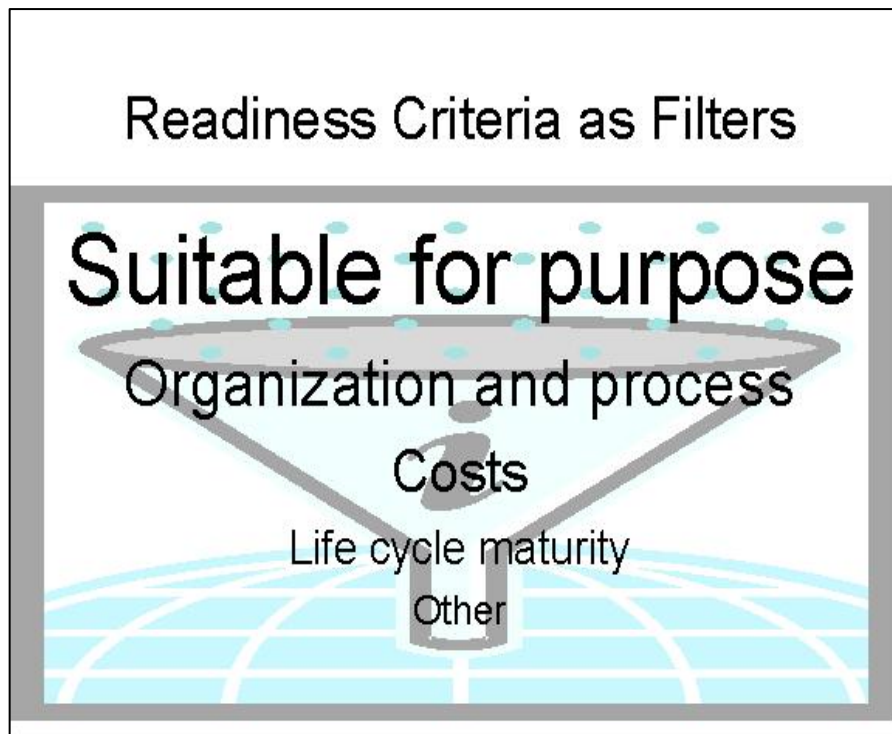 Readiness Criteria as Filters
Suitable for purpose
Organization and process
Costs
Life cycle maturity
Other